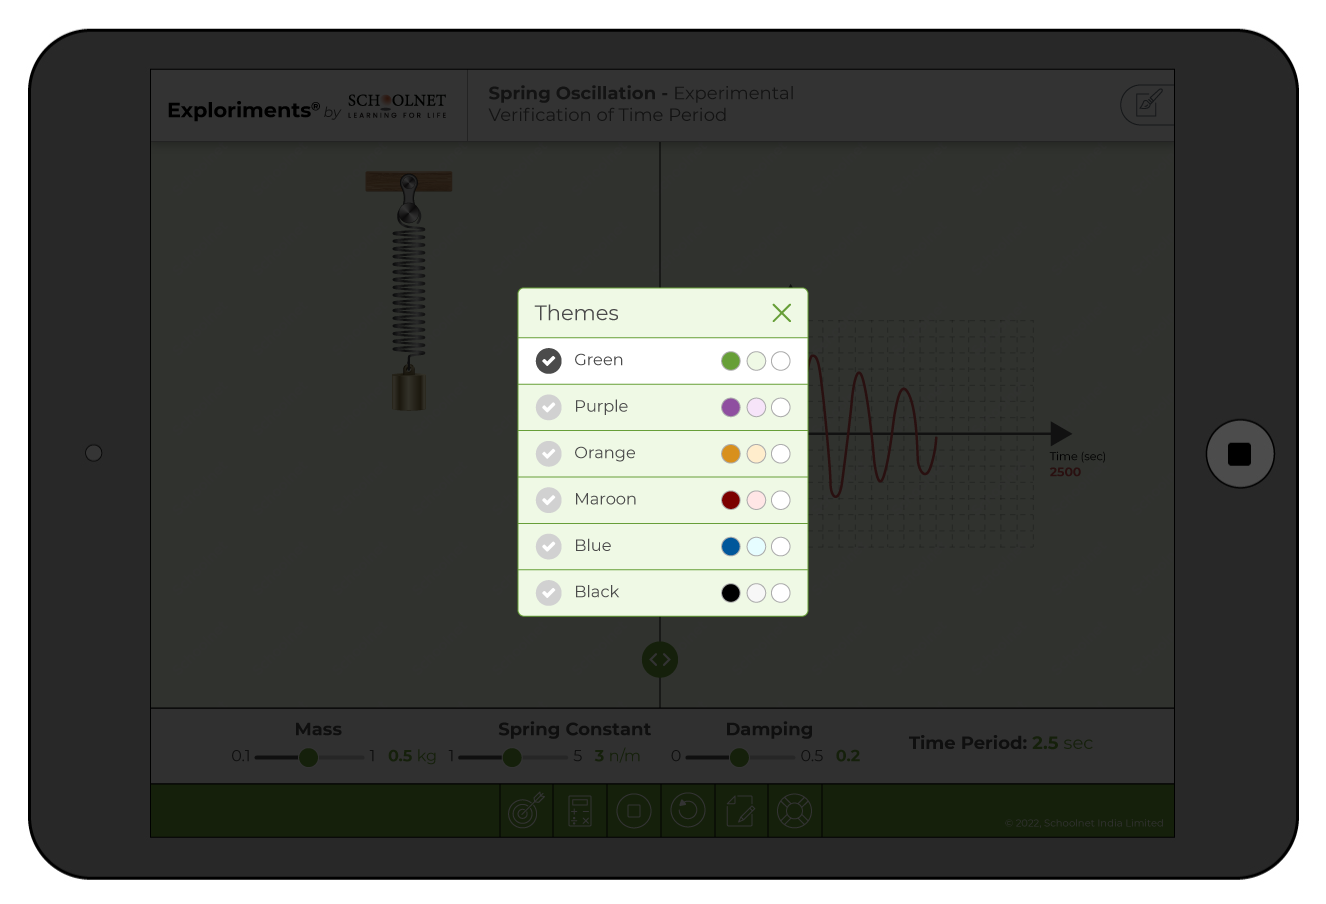 Exploriments® by SCHOOLNET
LEARNING FOR LIFE
Spring Oscillation - Experimental
Verification of Time Period
Themes
Green
Purple
Orange
Maroon
Blue
Black
Time (sec)
2500
Mass
0.1 1 0.5 kg
Spring Constant
1 5 3 n/m
Damping
0 0.5 0.2
Time Period: 2.5 sec
© 2022, Schoolnet India Limited